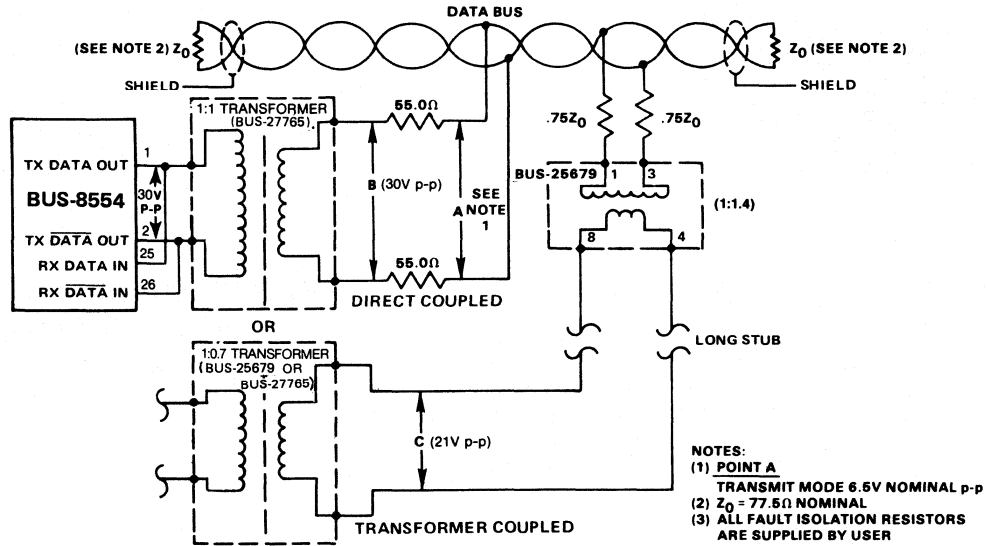 DATA BUS
(SEE NOTE 2) Z0
Z0 (SEE NOTE 2)
SHIELD
SHIELD
1:1 TRANSFORMER
(BUS-27765)
55.0Ω
.75Z0
.75Z0
TX DATA OUT
1
BUS-8554
30V
P-P
B (30V p-p)
A
SEE
NOTE
1
BUS-25679
1
3
(1:1.4)
8
4
TX DATA OUT
2
RX DATA IN
25
RX DATA IN
26
55.0Ω
DIRECT COUPLED
OR
LONG STUB
1:0.7 TRANSFORMER
(BUS-25679 OR
BUS-27765)
C (21V p-p)
TRANSFORMER COUPLED
NOTES:
(1) POINT A
TRANSMIT MODE 6.5V NOMINAL p-p
(2) Z0 = 77.5Ω NOMINAL
(3) ALL FAULT ISOLATION RESISTORS
ARE SUPPLIED BY USER